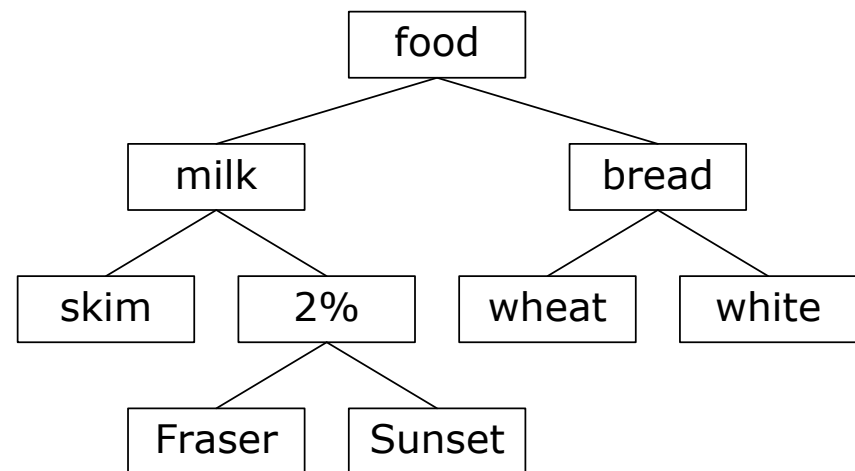 food
milk
bread
skim
2%
wheat
white
Fraser
Sunset